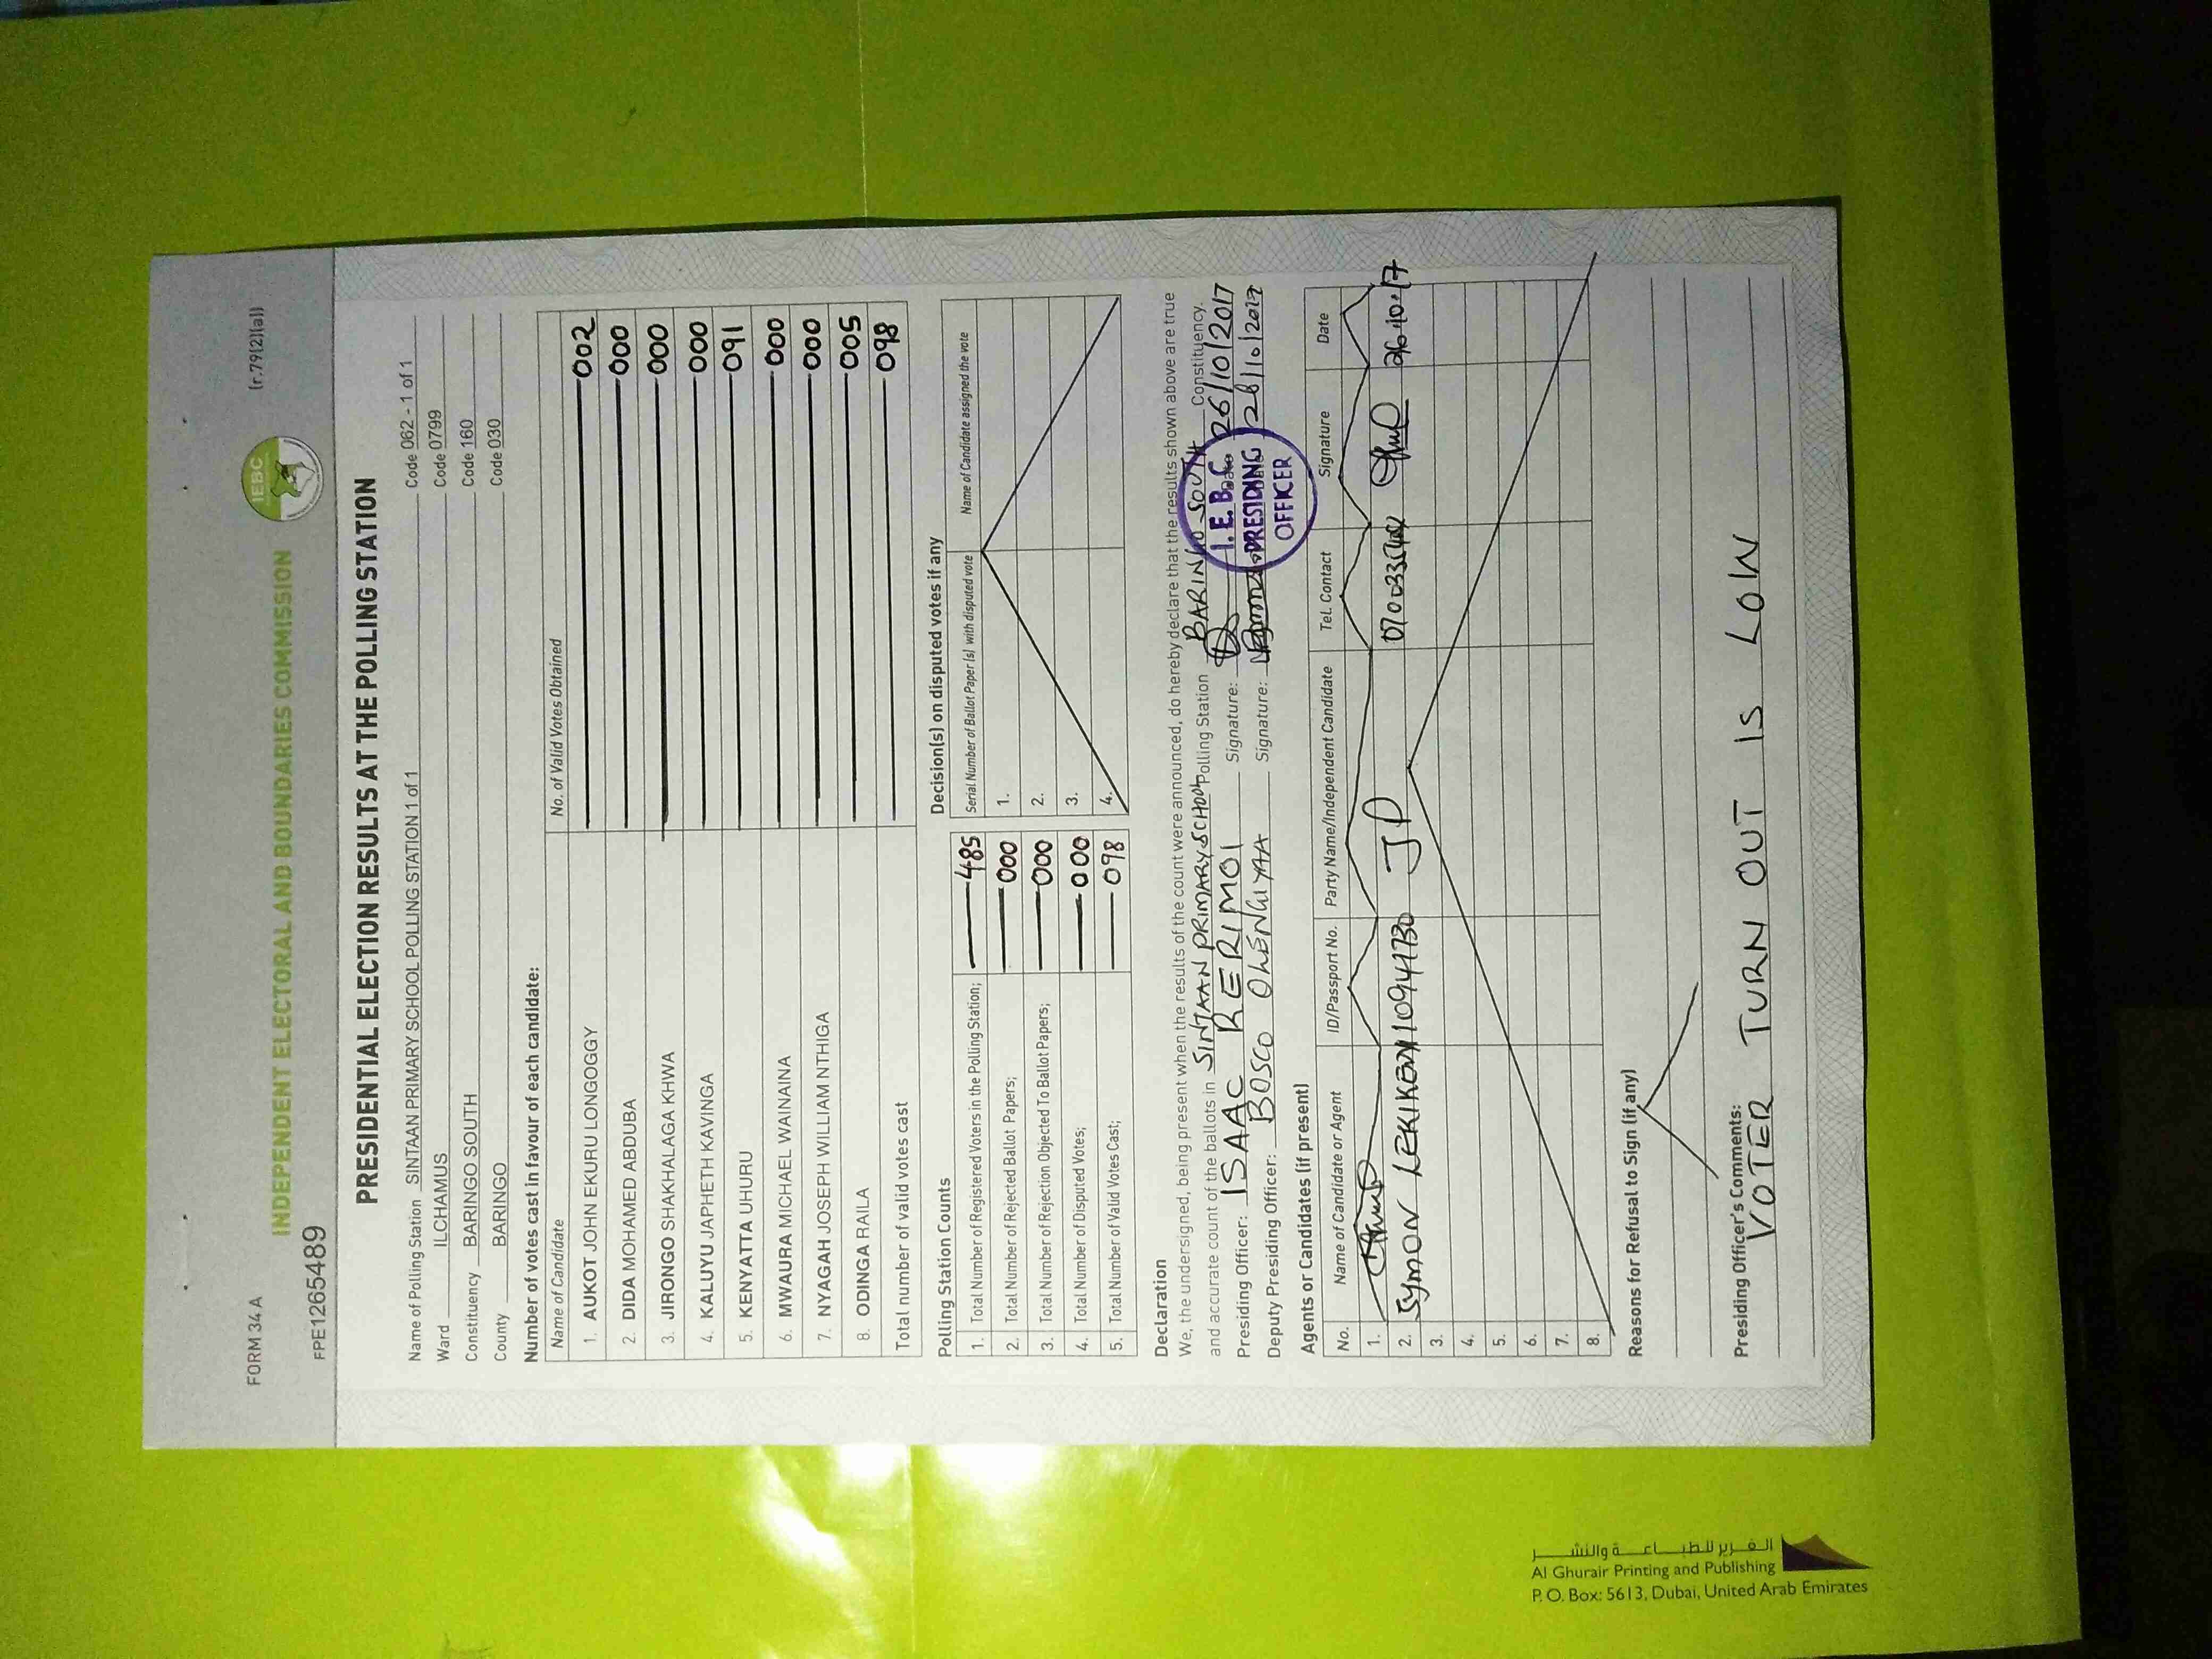 FORM 34 A
(r.79(2)(a))
IEBC
INDEPENDENT ELECTORAL AND BOUNDARIES COMMISSION
FPE1265489
PRESIDENTIAL ELECTION RESULTS AT THE POLLING STATION
Name of Polling Station SINTAAN PRIMARY SCHOOL POLLING STATION 1 of 1 Code 062 - 1 of 1
Ward ILCHAMUS Code 0799
Constituency BARINGO SOUTH Code 160
County BARINGO Code 030
Number of votes cast in favour of each candidate:
Name of Candidate No. of Valid Votes Obtained
1. AUKOT JOHN EKURU LONGOGGY 002
2. DIDA MOHAMED ABDUBA 000
3. JIRONGO SHAKHALAGA KHWA 000
4. KALUYU JAPHETH KAVINGA 000
5. KENYATTA UHURU 091
6. MWAURA MICHAEL WAINAINA 000
7. NYAGAH JOSEPH WILLIAM NTHIGA 000
8. ODINGA RAILA 005
Total number of valid votes cast 098
Polling Station Counts
1. Total Number of Registered Voters in the Polling Station; 485
2. Total Number of Rejected Ballot Papers; 000
3. Total Number of Rejection Objected To Ballot Papers; 000
4. Total Number of Disputed Votes; 000
5. Total Number of Valid Votes Cast; 098
Decision(s) on disputed votes if any
Serial Number of Ballot Paper(s) with disputed vote Name of Candidate assigned the vote
1.
2.
3.
4.
Declaration
We, the undersigned, being present when the results of the count were announced, do hereby declare that the results shown above are true
and accurate count of the ballots in SINTAAN PRIMARY SCHOOL Polling Station BARINGO SOUTH Constituency.
Presiding Officer: ISAAC RERIMOI Signature: Date 26/10/2017
Deputy Presiding Officer: BOSCO Signature: 26/10/2017
I.E.B.C
PRESIDING
OFFICER
Agents or Candidates (if present)
No. Name of Candidate or Agent ID/Passport No. Party Name/Independent Candidate Tel. Contact Signature Date
1.
2. SYMON JP 26.10.17
3.
4.
5.
6.
7.
8.
Reasons for Refusal to Sign (if any)
Presiding Officer's Comments:
VOTER TURN OUT IS LOW
الغرير للطباعة والنشر
Al Ghurair Printing and Publishing
P. O. Box: 5613, Dubai, United Arab Emirates